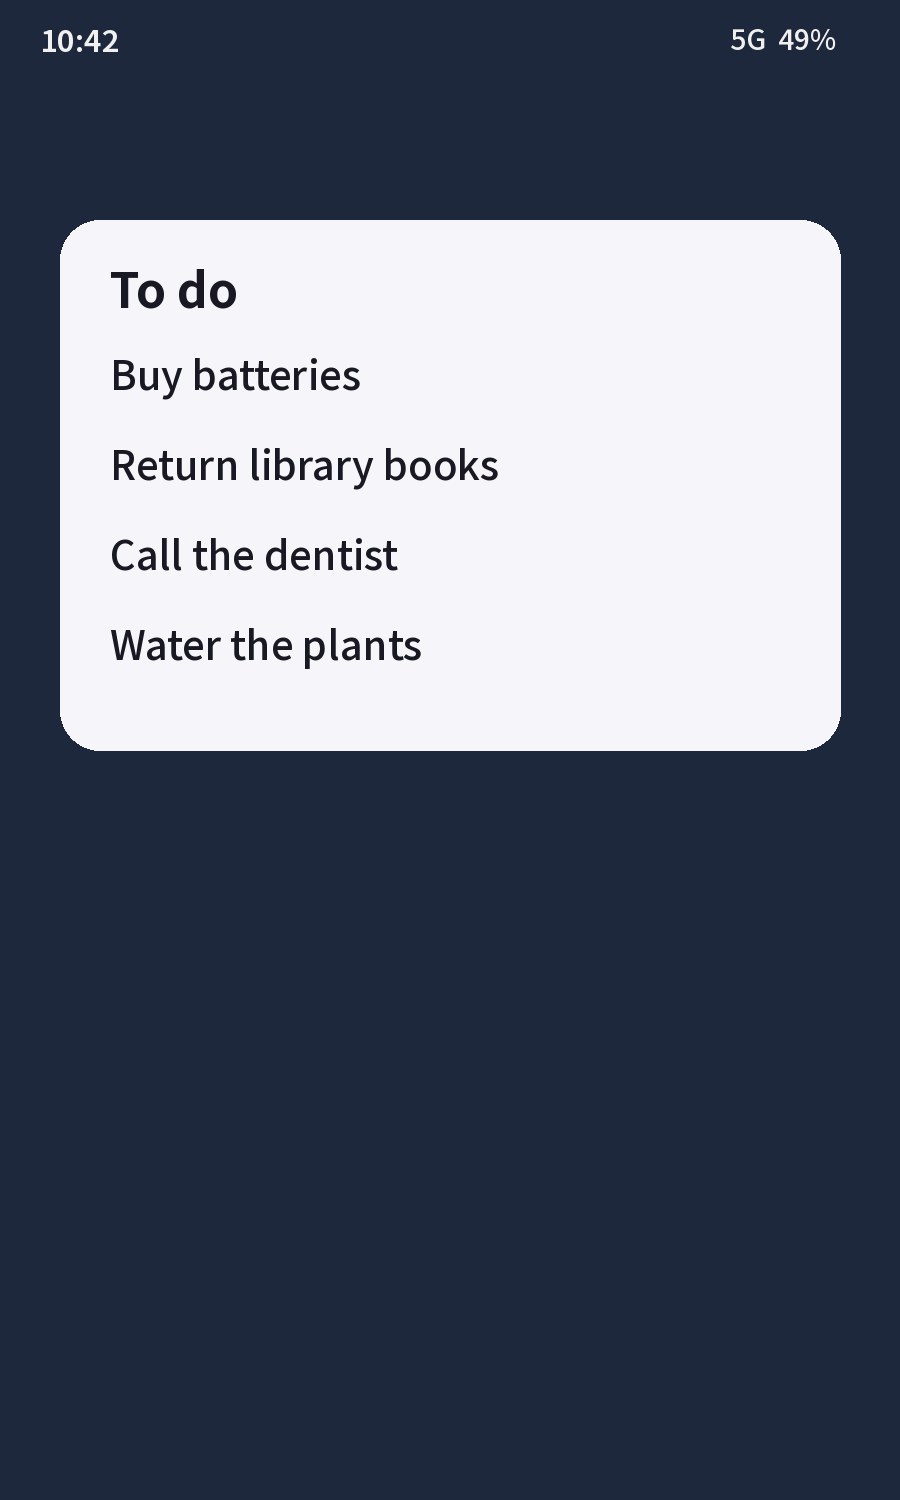 10:42
5G 49%
To do
Buy batteries
Return library books
Call the dentist
Water the plants